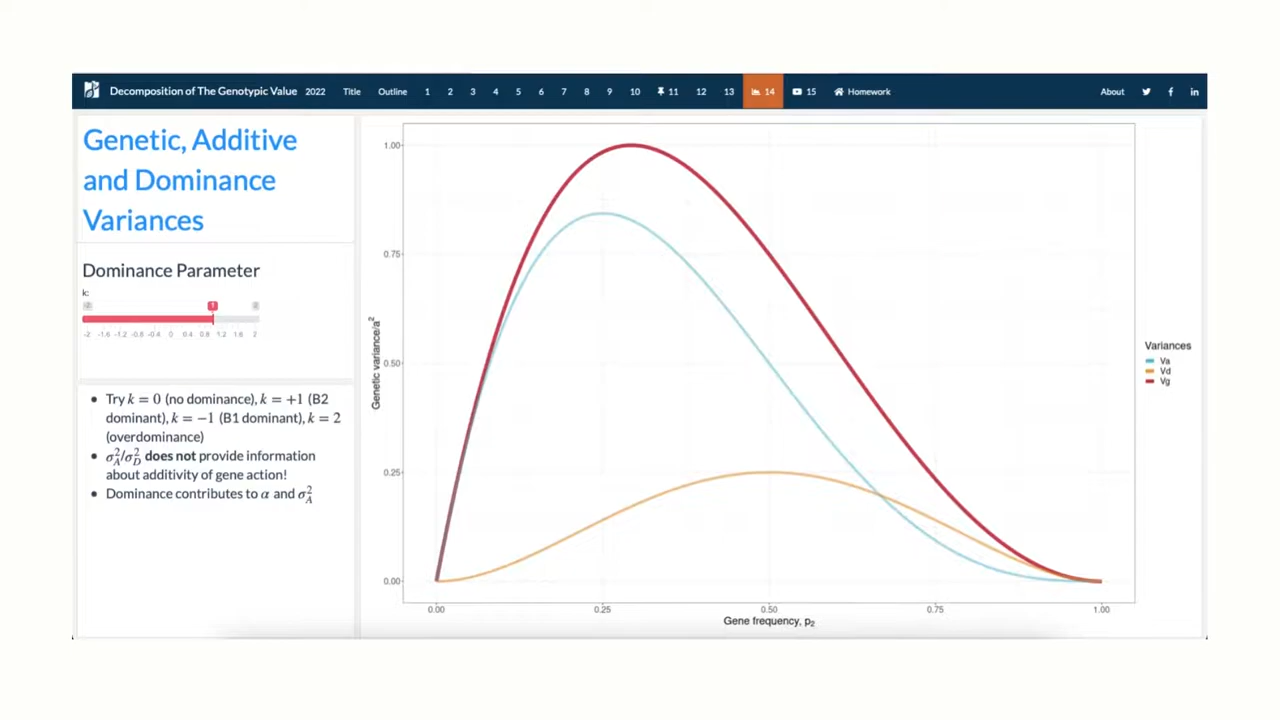 Decomposition of The Genotypic Value 2022 Title Outline 1 2 3 4 5 6 7 8 9 10 11 12 13 14 15 Homework About
Genetic, Additive
and Dominance
Variances
Dominance Parameter
k:
-2 1 2
-2 -1.6 -1.2 -0.8 -0.4 0 0.4 0.8 1.2 1.6 2
• Try k = 0 (no dominance), k = +1 (B2
dominant), k = −1 (B1 dominant), k = 2
(overdominance)
• σ²A/σ²D does not provide information
about additivity of gene action!
• Dominance contributes to α and σ²A
Genetic variance/a²
1.00
0.75
0.50
0.25
0.00
0.00 0.25 0.50 0.75 1.00
Gene frequency, p₂
Variances
Va
Vd
Vg